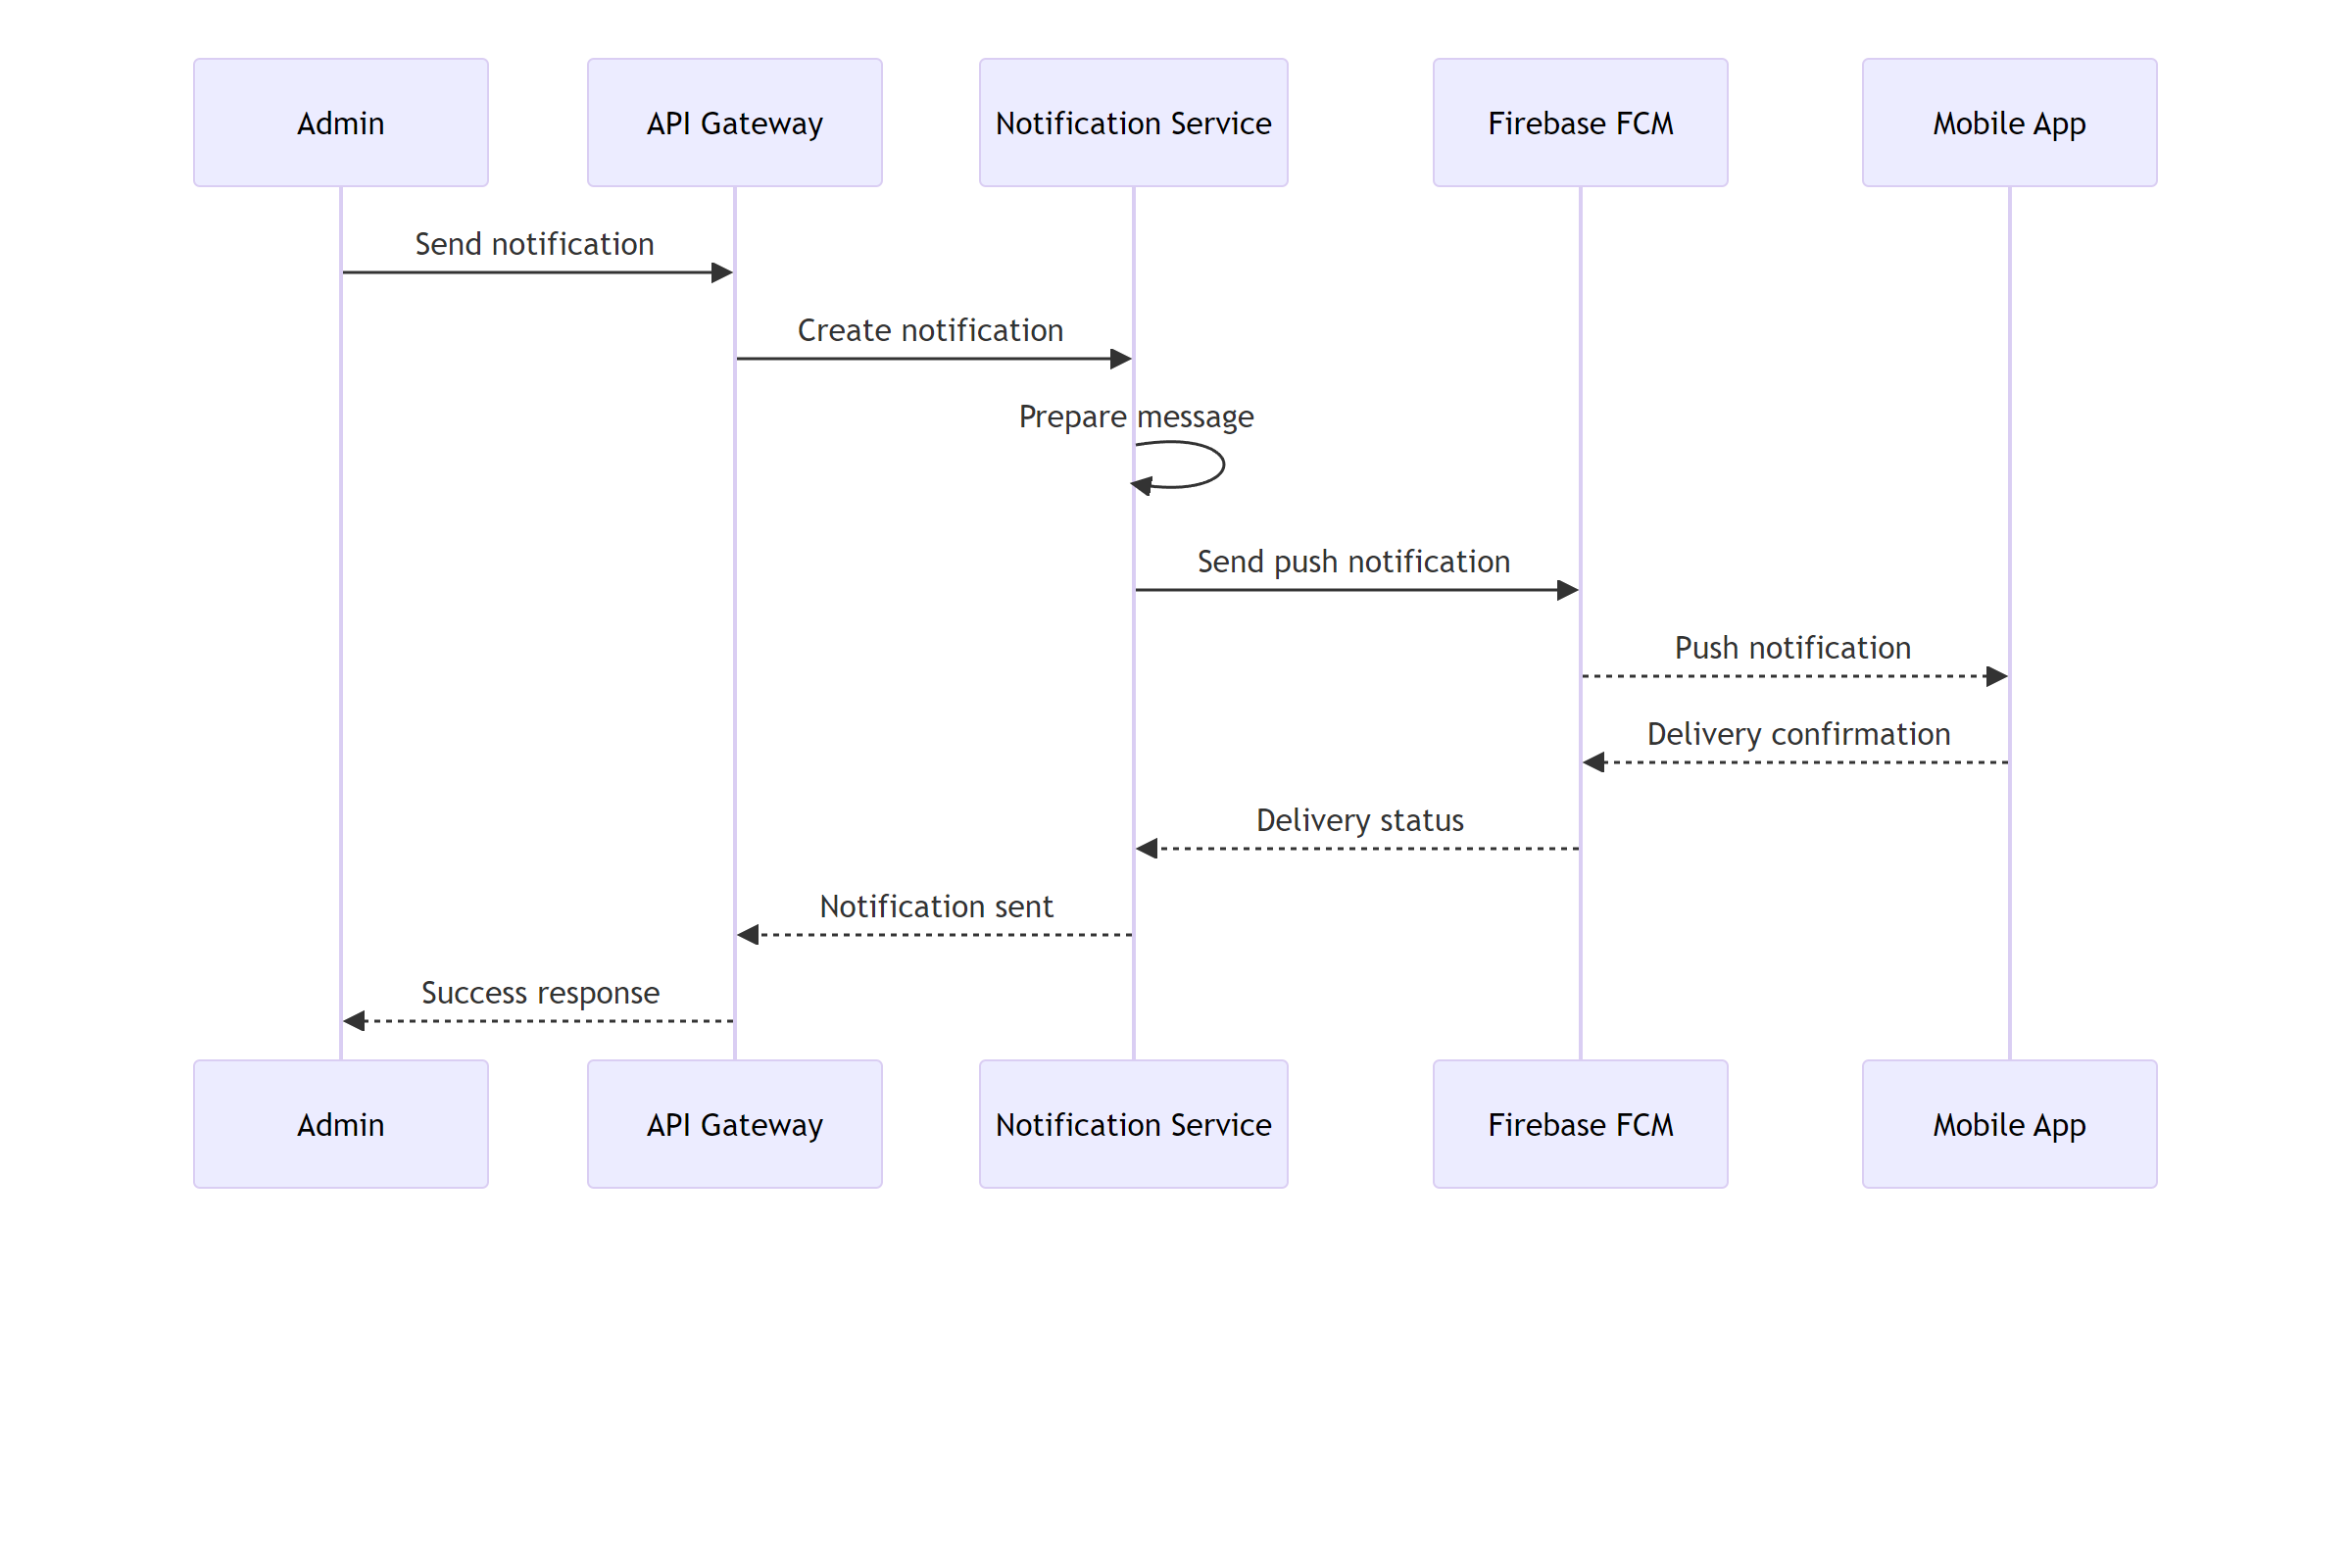 Admin
API Gateway
Notification Service
Firebase FCM
Mobile App
Send notification
Create notification
Prepare message
Send push notification
Push notification
Delivery confirmation
Delivery status
Notification sent
Success response
Admin
API Gateway
Notification Service
Firebase FCM
Mobile App